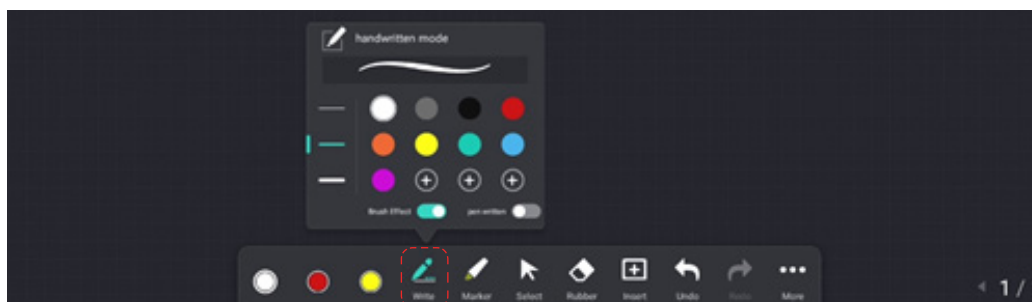 handwritten mode
Brush Effect pen written
Write Marker Select Rubber Insert Undo Redo More
1 /